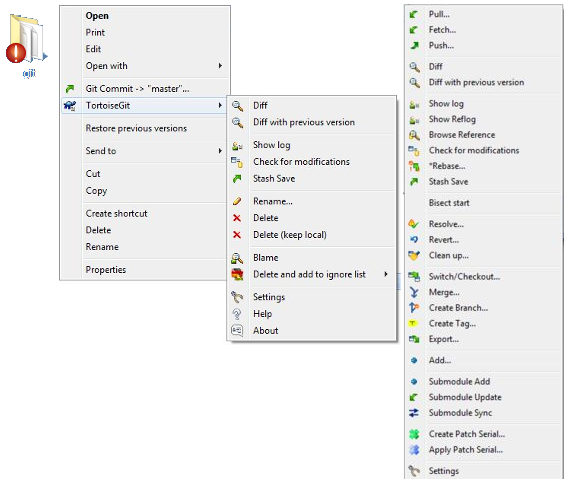 Open
Print
Edit
Open with
Git Commit -> "master"...
TortoiseGit
Restore previous versions
Send to
Cut
Copy
Create shortcut
Delete
Rename
Properties
Diff
Diff with previous version
Show log
Check for modifications
Stash Save
Rename...
Delete
Delete (keep local)
Blame
Delete and add to ignore list
Settings
Help
About
Pull...
Fetch...
Push...
Diff
Diff with previous version
Show log
Show Reflog
Browse Reference
Check for modifications
*Rebase...
Stash Save
Bisect start
Resolve...
Revert...
Clean up...
Switch/Checkout...
Merge...
Create Branch...
Create Tag...
Export...
Add...
Submodule Add
Submodule Update
Submodule Sync
Create Patch Serial...
Apply Patch Serial...
Settings